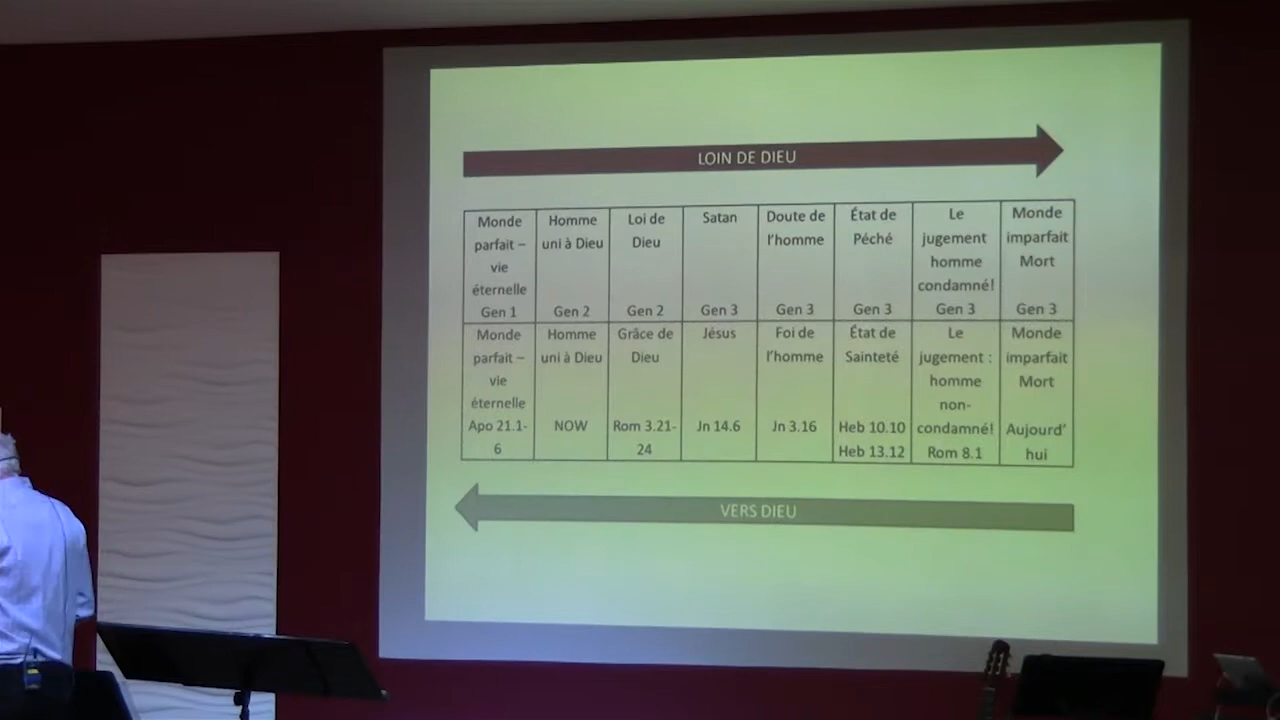 LOIN DE DIEU
Monde
parfait –
vie
éternelle
Gen 1
Homme
uni à Dieu
Gen 2
Loi de
Dieu
Gen 2
Satan
Gen 3
Doute de
l'homme
Gen 3
État de
Péché
Gen 3
Le
jugement
homme
condamné!
Gen 3
Monde
imparfait
Mort
Gen 3
Monde
parfait –
vie
éternelle
Apo 21.1-
6
Homme
uni à Dieu
NOW
Grâce de
Dieu
Rom 3.21-
24
Jésus
Jn 14.6
Foi de
l'homme
Jn 3.16
État de
Sainteté
Heb 10.10
Heb 13.12
Le
jugement :
homme
non-
condamné!
Rom 8.1
Monde
imparfait
Mort
Aujourd'
hui
VERS DIEU